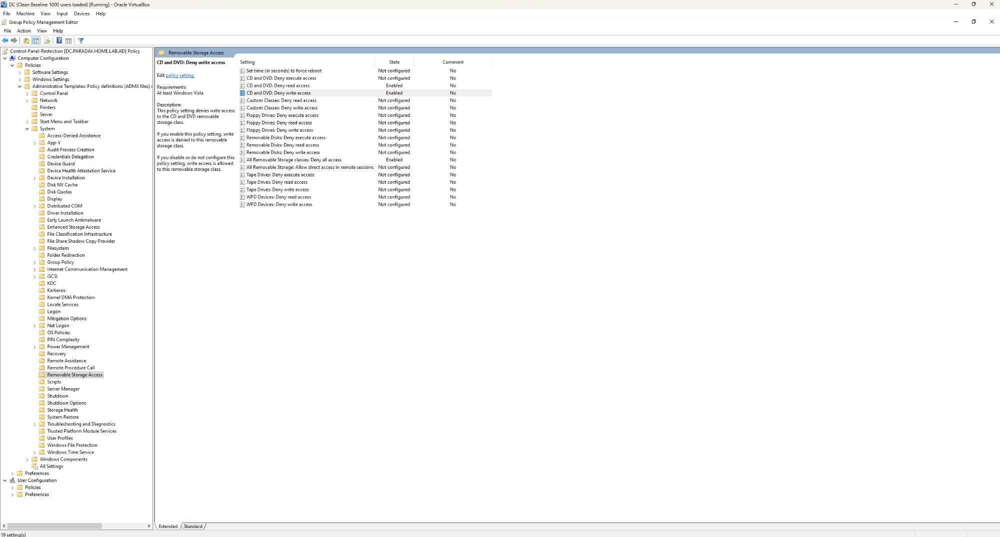 DC (Clean Baseline 1000 users loaded) [Running] - Oracle VirtualBox
File Machine View Input Devices Help
Group Policy Management Editor
File Action View Help
Control-Panel-Restriction [DC.PARADAY.HOME.LAB.AD] Policy
Computer Configuration
Policies
Software Settings
Windows Settings
Administrative Templates: Policy definitions (ADMX files) r
Control Panel
Network
Printers
Server
Start Menu and Taskbar
System
Access-Denied Assistance
App-V
Audit Process Creation
Credentials Delegation
Device Guard
Device Health Attestation Service
Device Installation
Disk NV Cache
Disk Quotas
Display
Distributed COM
Driver Installation
Early Launch Antimalware
Enhanced Storage Access
File Classification Infrastructure
File Share Shadow Copy Provider
Filesystem
Folder Redirection
Group Policy
Internet Communication Management
iSCSI
KDC
Kerberos
Kernel DMA Protection
Locale Services
Logon
Mitigation Options
Net Logon
OS Policies
PIN Complexity
Power Management
Recovery
Remote Assistance
Remote Procedure Call
Removable Storage Access
Scripts
Server Manager
Shutdown
Shutdown Options
Storage Health
System Restore
Troubleshooting and Diagnostics
Trusted Platform Module Services
User Profiles
Windows File Protection
Windows Time Service
Windows Components
All Settings
Preferences
User Configuration
Policies
Preferences
Removable Storage Access
CD and DVD: Deny write access
Edit policy setting
Requirements:
At least Windows Vista
Description:
This policy setting denies write access
to the CD and DVD removable
storage class.
If you enable this policy setting, write
access is denied to this removable
storage class.
If you disable or do not configure this
policy setting, write access is allowed
to this removable storage class.
Setting State Comment
Set time (in seconds) to force reboot Not configured No
CD and DVD: Deny execute access Not configured No
CD and DVD: Deny read access Enabled No
CD and DVD: Deny write access Enabled No
Custom Classes: Deny read access Not configured No
Custom Classes: Deny write access Not configured No
Floppy Drives: Deny execute access Not configured No
Floppy Drives: Deny read access Not configured No
Floppy Drives: Deny write access Not configured No
Removable Disks: Deny execute access Not configured No
Removable Disks: Deny read access Not configured No
Removable Disks: Deny write access Not configured No
All Removable Storage classes: Deny all access Enabled No
All Removable Storage: Allow direct access in remote sessions Not configured No
Tape Drives: Deny execute access Not configured No
Tape Drives: Deny read access Not configured No
Tape Drives: Deny write access Not configured No
WPD Devices: Deny read access Not configured No
WPD Devices: Deny write access Not configured No
Extended Standard
19 setting(s)